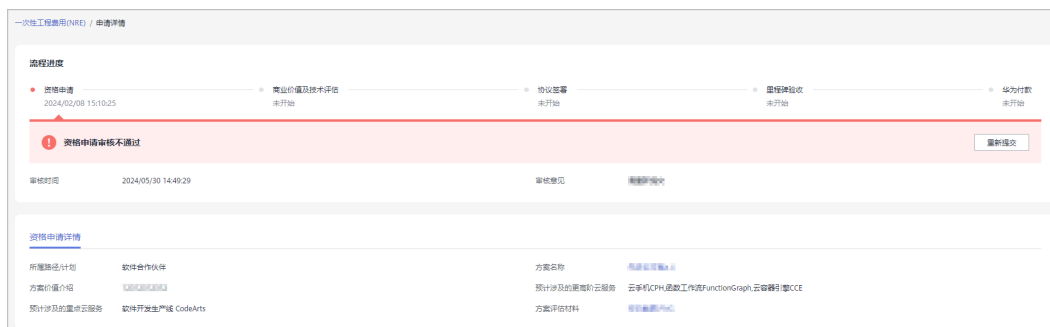 一次性工程费用(NRE) / 申请详情
流程进度
资格申请 商业价值及技术评估 协议签署 里程碑验收 华为付款
2024/02/08 15:10:25 未开始 未开始 未开始 未开始
资格申请审核不通过 重新提交
审核时间 2024/05/30 14:49:29 审核意见
资格申请详情
所属路径/计划 软件合作伙伴 方案名称
方案价值介绍 预计涉及的更高阶云服务 云手机CPH,函数工作流FunctionGraph,云容器引擎CCE
预计涉及的重点云服务 软件开发生产线 CodeArts 方案评估材料